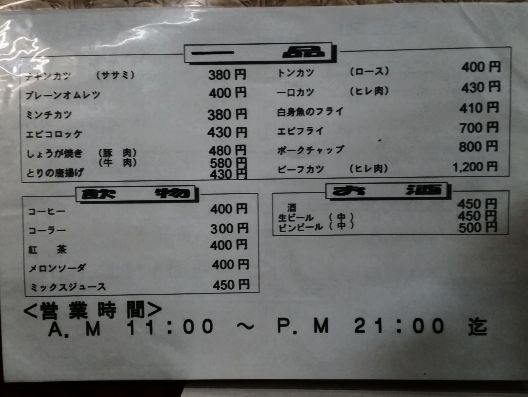 一品
チキンカツ （ササミ） 380円
プレーンオムレツ 400円
ミンチカツ 380円
エビコロッケ 430円
しょうが焼き （豚 肉） 480円
（牛 肉） 580円
とりの唐揚げ 430円
トンカツ （ロース） 400円
一口カツ （ヒレ肉） 430円
白身魚のフライ 410円
エビフライ 700円
ポークチャップ 800円
ビーフカツ （ヒレ肉） 1,200円
飲物
コーヒー 400円
コーラー 300円
紅 茶 400円
メロンソーダ 400円
ミックスジュース 450円
お酒
酒 450円
生ビール （中） 450円
ビンビール （中） 500円
＜営業時間＞
A．M 11：00 ～ P．M 21：00 迄